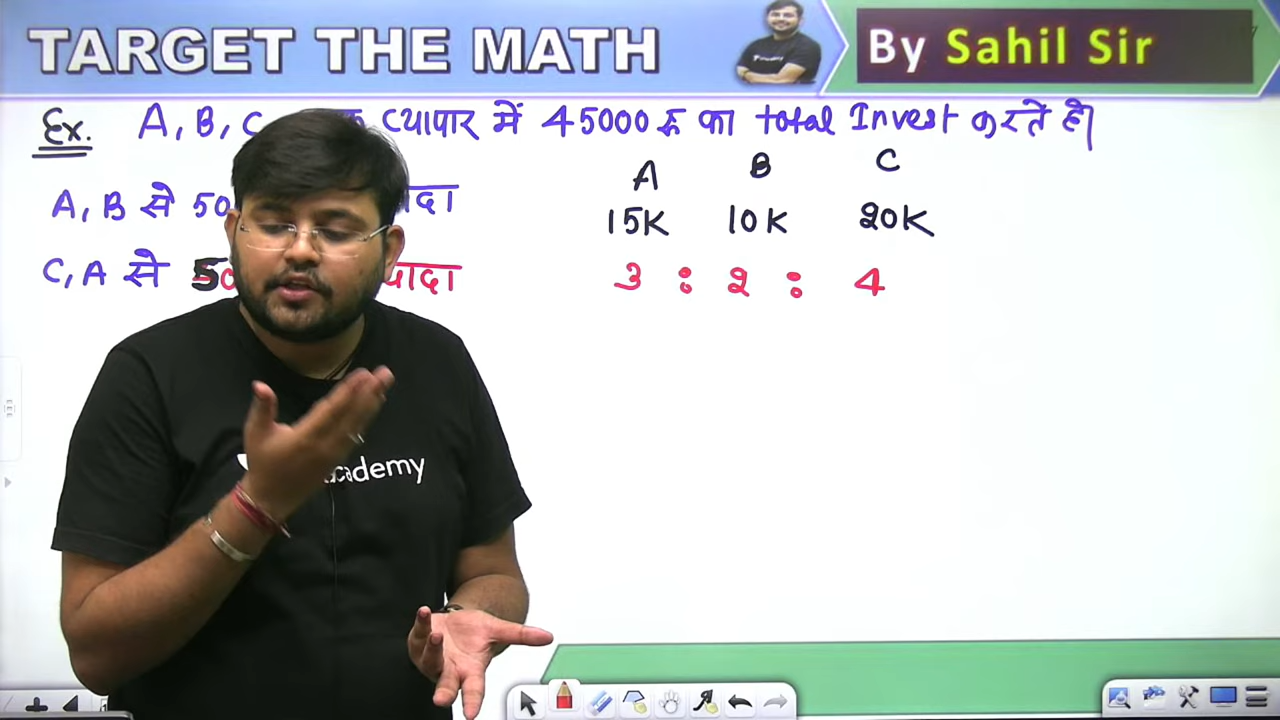 TARGET THE MATH
By Sahil Sir
Ex. A, B, C व्यापार में 45000 रु का total Invest करते है।
A B C
A, B से 50
15K 10K 20K
C, A से 50
3 : 2 : 4
academy